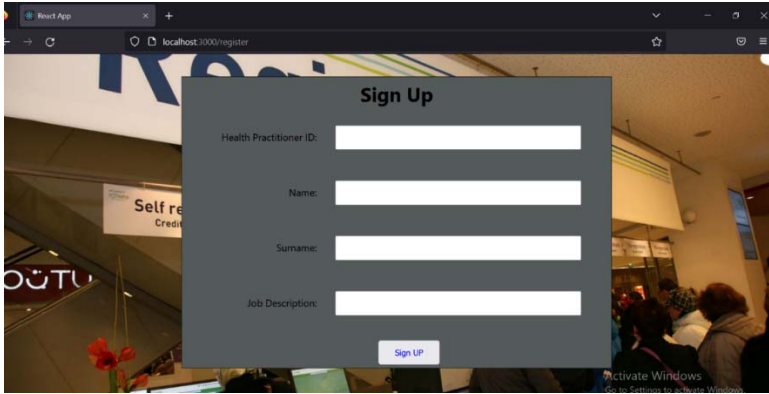 React App
localhost:3000/register
Regi
Sign Up
Health Practitioner ID:
Self re
Credit
Name:
Surname:
Job Description:
Sign UP
Activate Windows
Go to Settings to activate Windows.